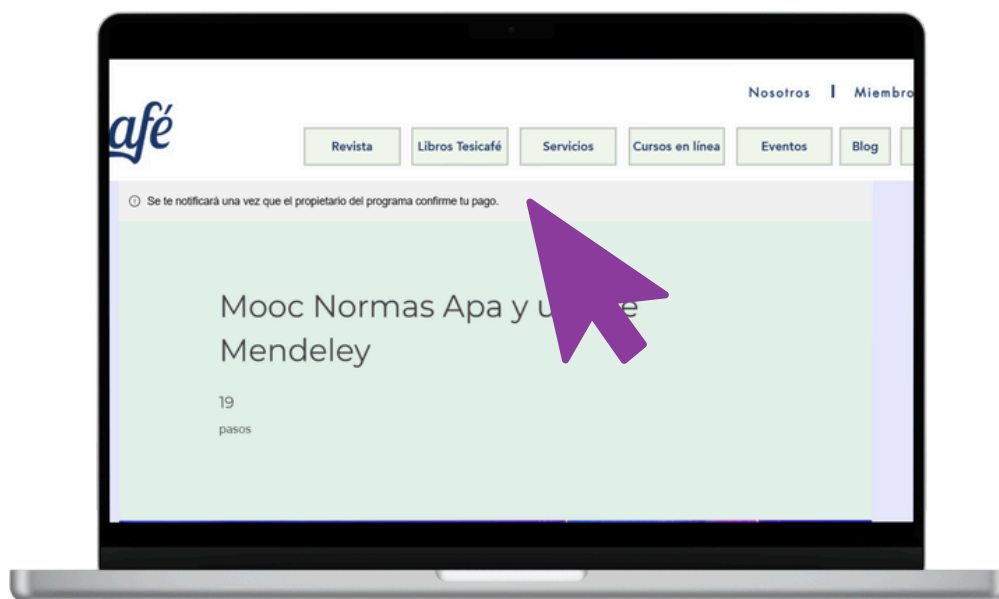 Nosotros | Miembro
afé
Revista Libros Tesicafé Servicios Cursos en línea Eventos Blog
Se te notificará una vez que el propietario del programa confirme tu pago.
Mooc Normas Apa y u e
Mendeley
19
pasos